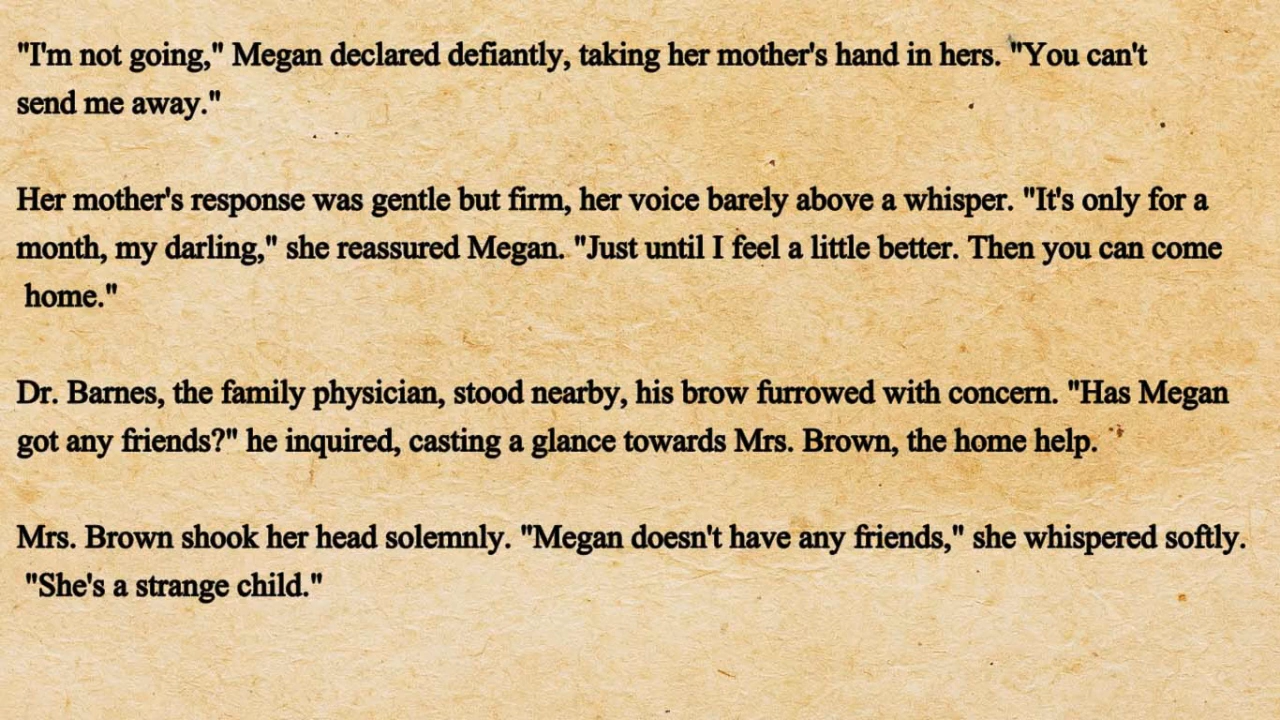 "I'm not going," Megan declared defiantly, taking her mother's hand in hers. "You can't
send me away."
Her mother's response was gentle but firm, her voice barely above a whisper. "It's only for a
month, my darling," she reassured Megan. "Just until I feel a little better. Then you can come
home."
Dr. Barnes, the family physician, stood nearby, his brow furrowed with concern. "Has Megan
got any friends?" he inquired, casting a glance towards Mrs. Brown, the home help.
Mrs. Brown shook her head solemnly. "Megan doesn't have any friends," she whispered softly.
"She's a strange child."